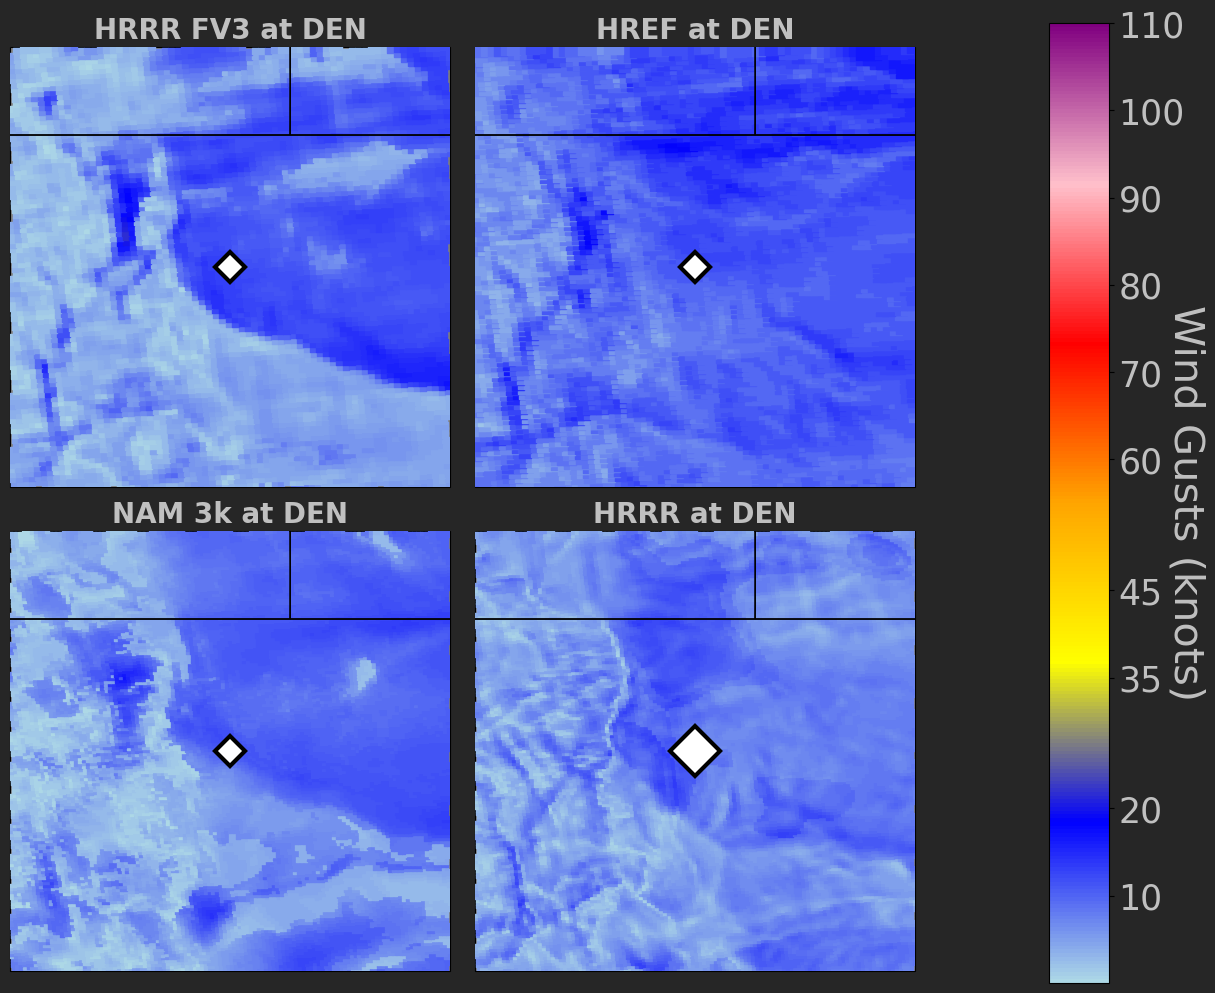 HRRR FV3 at DEN
HREF at DEN
NAM 3k at DEN
HRRR at DEN
110
100
90
80
70
60
45
35
20
10
Wind Gusts (knots)